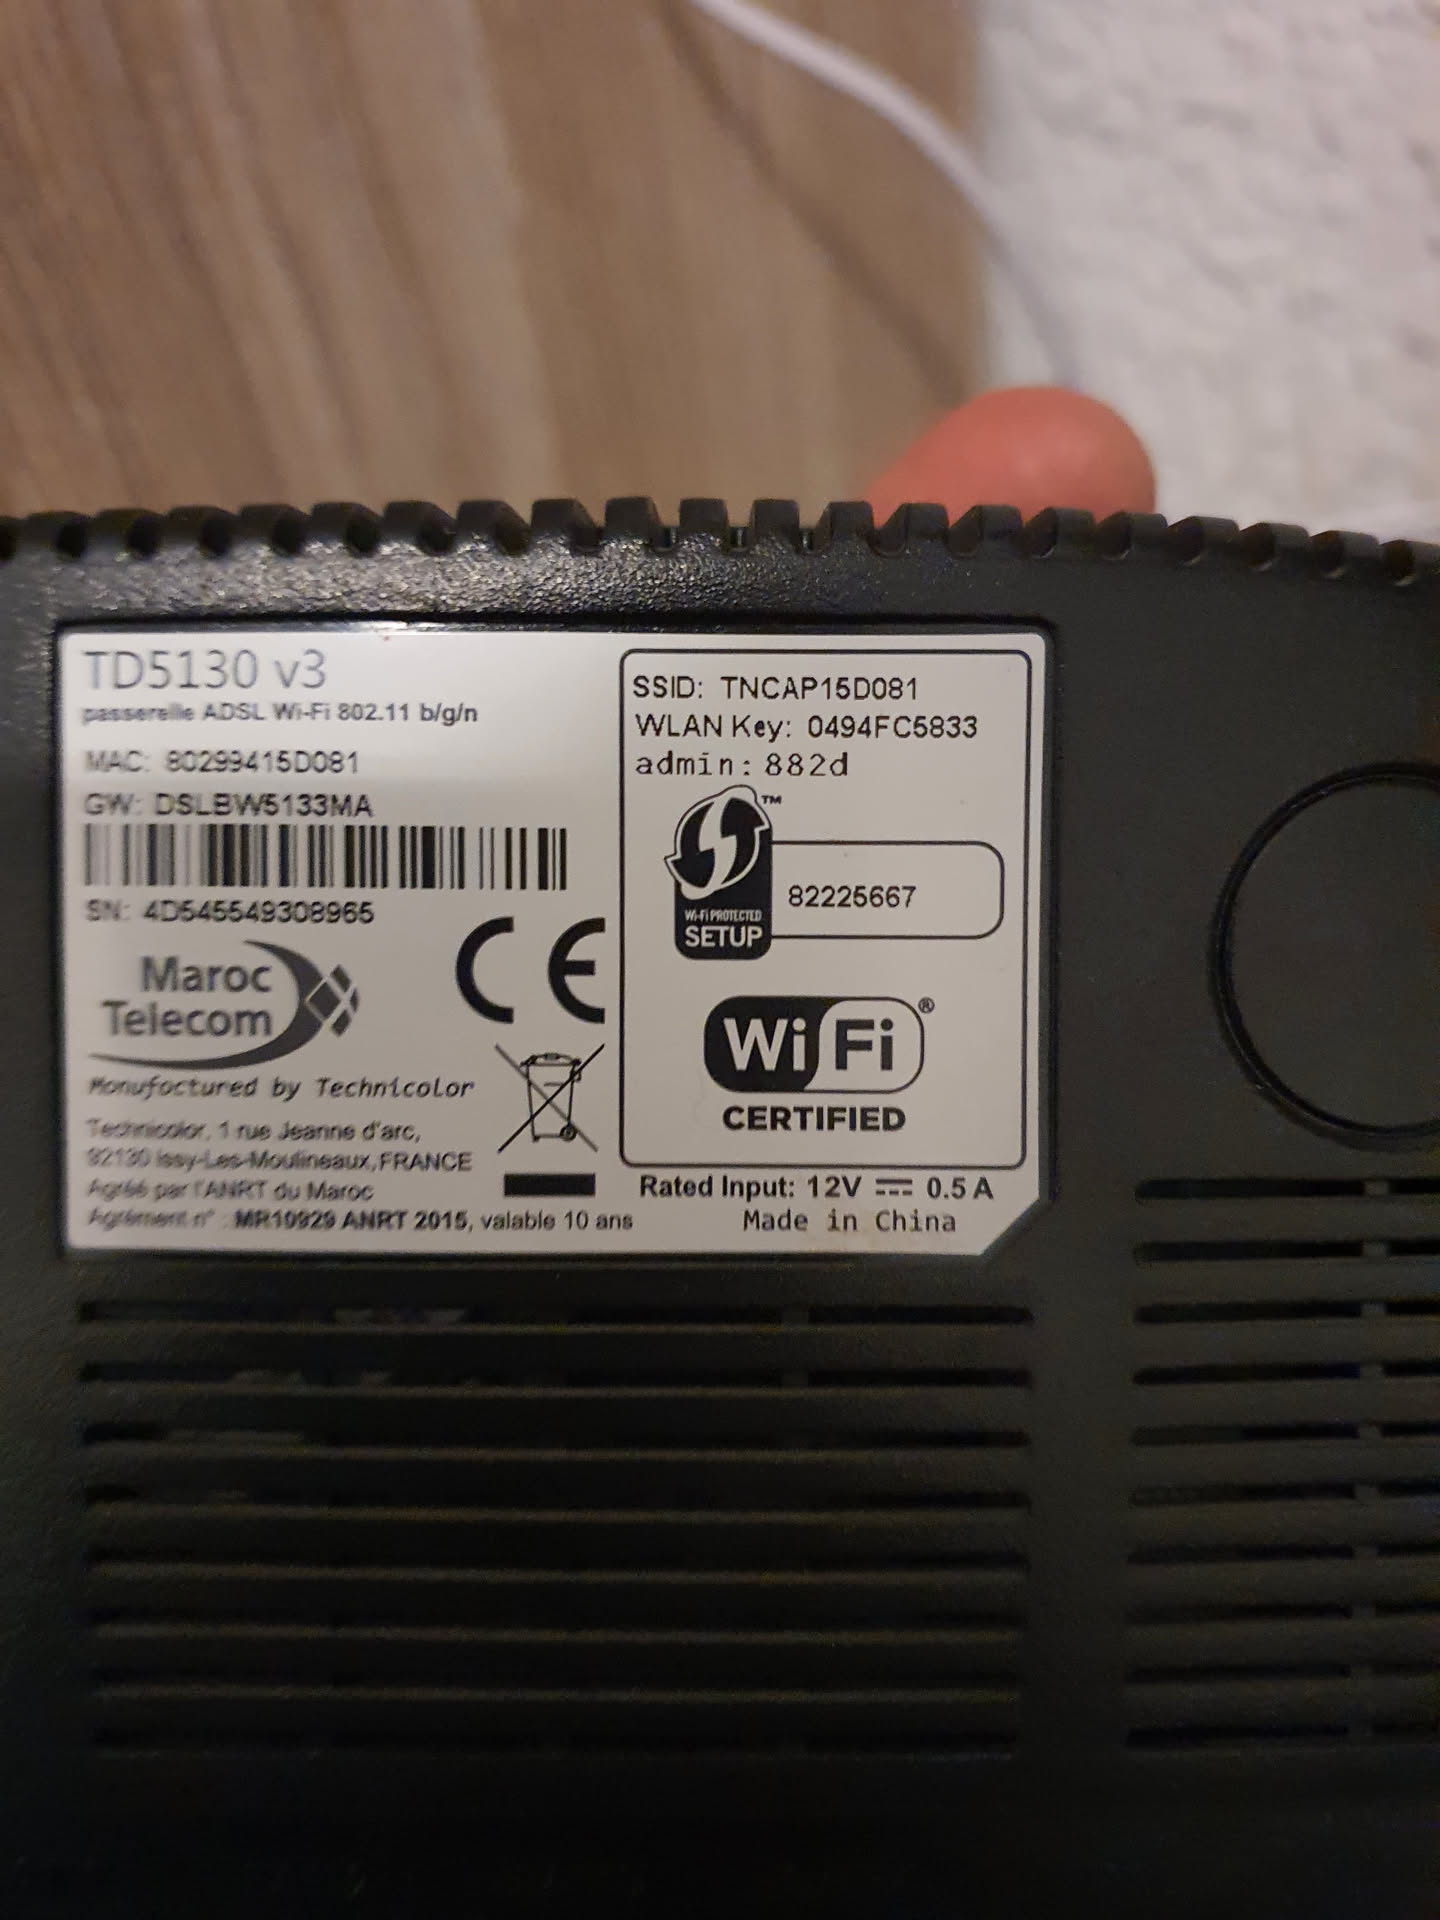 TD5130 v3
passerelle ADSL Wi-Fi 802.11 b/g/n
MAC: 80299415D081
GW: DSLBW5133MA
SN: 4D545549308965
Maroc
Telecom
CE
Manufactured by Technicolor
Technicolor, 1 rue Jeanne d'arc,
92130 Issy-Les-Moulineaux,FRANCE
Agréé par l'ANRT du Maroc
Agrément n° : MR10929 ANRT 2015, valable 10 ans
SSID: TNCAP15D081
WLAN Key: 0494FC5833
admin: 882d
TM
82225667
Wi-Fi PROTECTED
SETUP
WiFi®
CERTIFIED
Rated Input: 12V ⎓ 0.5 A
Made in China